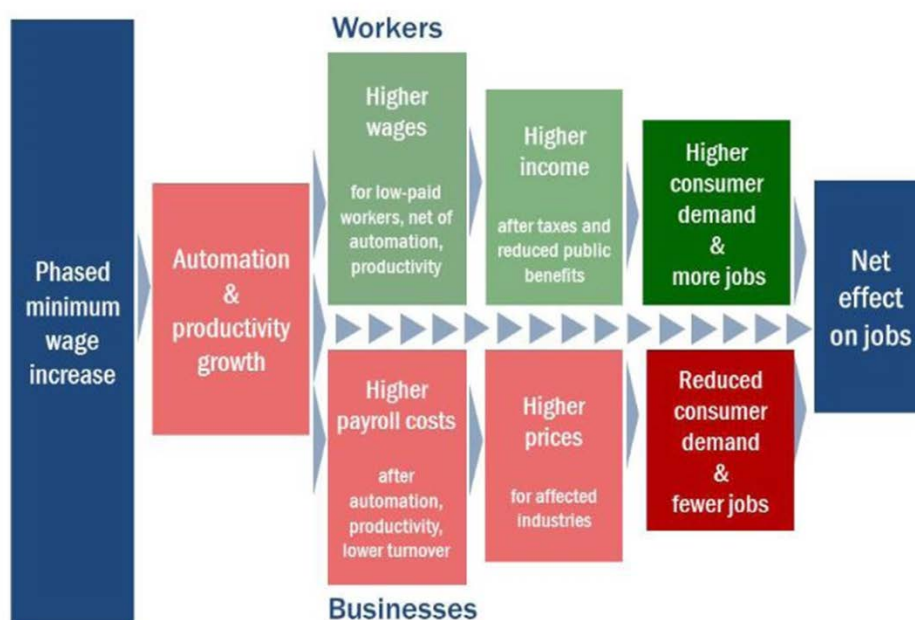 Workers
Phased
minimum
wage
increase
Automation
&
productivity
growth
Higher
wages
for low-paid
workers, net of
automation,
productivity
Higher
income
after taxes and
reduced public
benefits
Higher
consumer
demand
&
more jobs
Higher
payroll costs
after
automation,
productivity,
lower turnover
Higher
prices
for affected
industries
Reduced
consumer
demand
&
fewer jobs
Net
effect
on jobs
Businesses